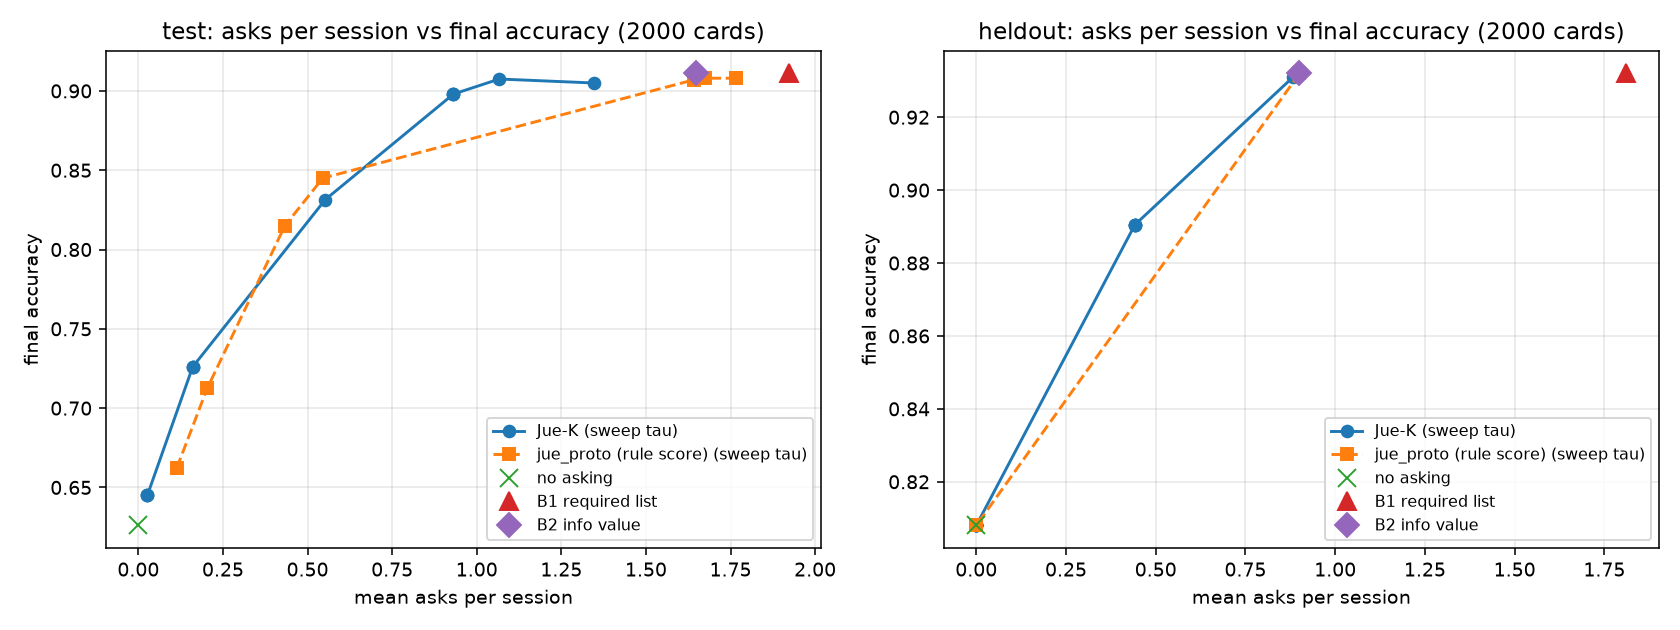 test: asks per session vs final accuracy (2000 cards)
final accuracy
0.90
0.85
0.80
0.75
0.70
0.65
Jue-K (sweep tau)
jue_proto (rule score) (sweep tau)
no asking
B1 required list
B2 info value
0.00 0.25 0.50 0.75 1.00 1.25 1.50 1.75 2.00
mean asks per session
heldout: asks per session vs final accuracy (2000 cards)
final accuracy
0.92
0.90
0.88
0.86
0.84
0.82
Jue-K (sweep tau)
jue_proto (rule score) (sweep tau)
no asking
B1 required list
B2 info value
0.00 0.25 0.50 0.75 1.00 1.25 1.50 1.75
mean asks per session